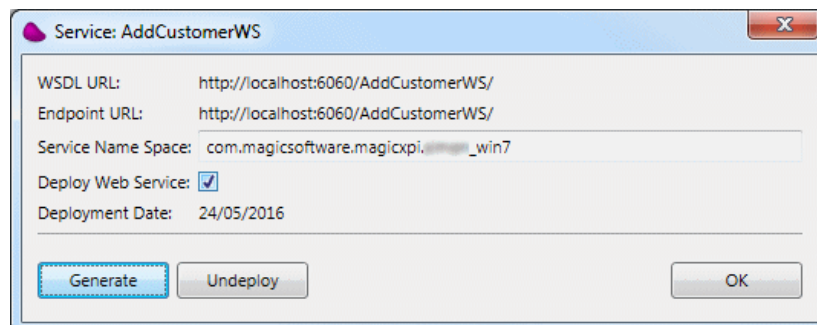 Service: AddCustomerWS
WSDL URL: http://localhost:6060/AddCustomerWS/
Endpoint URL: http://localhost:6060/AddCustomerWS/
Service Name Space: com.magicsoftware.magicxpi. _win7
Deploy Web Service:
Deployment Date: 24/05/2016
Generate Undeploy OK